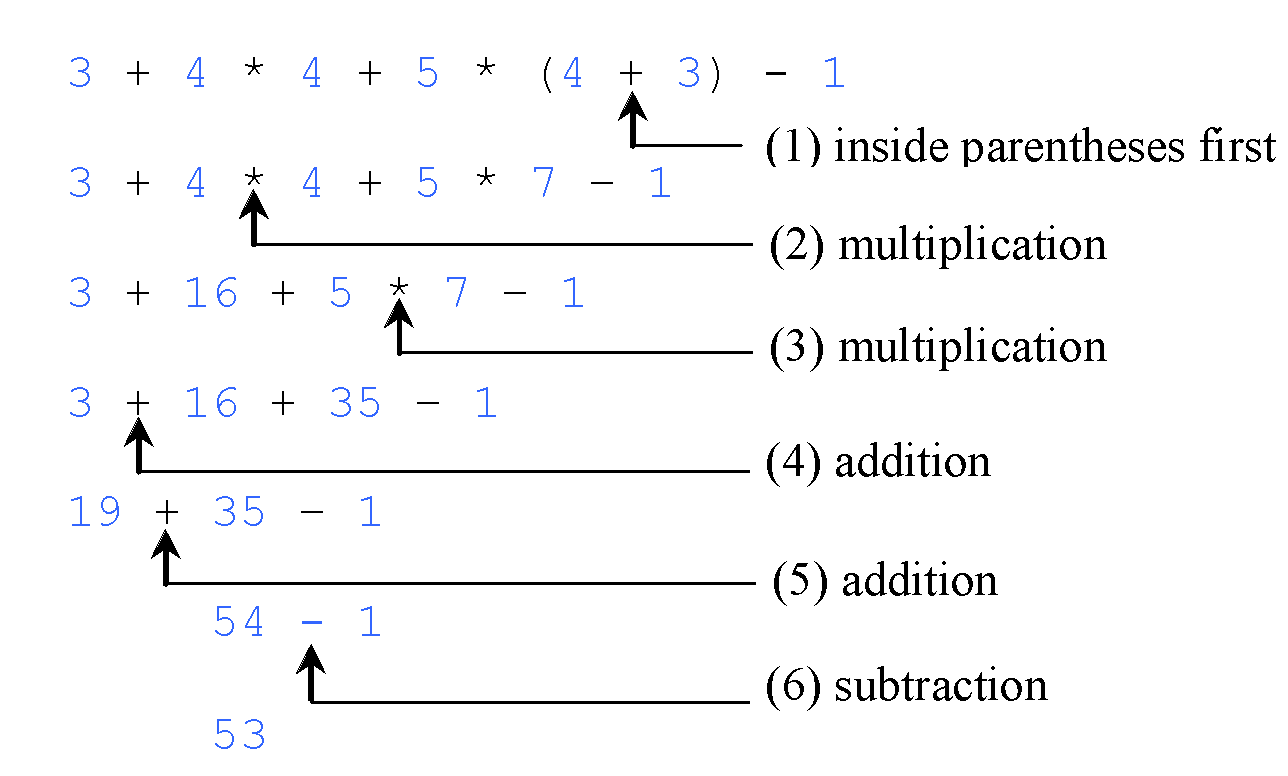 3 + 4 * 4 + 5 * (4 + 3) - 1
(1) inside parentheses first
3 + 4 * 4 + 5 * 7 - 1
(2) multiplication
3 + 16 + 5 * 7 - 1
(3) multiplication
3 + 16 + 35 - 1
(4) addition
19 + 35 - 1
(5) addition
54 - 1
(6) subtraction
53